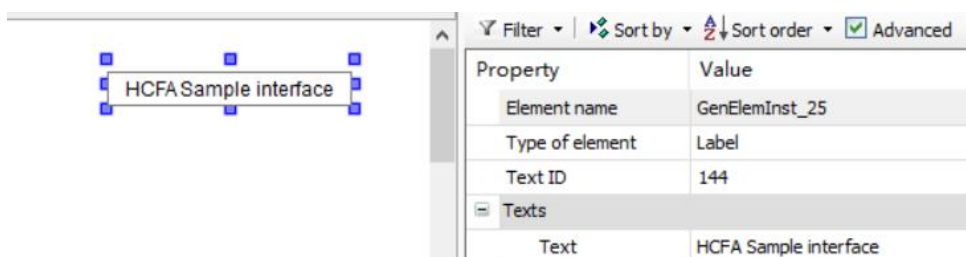 HCFA Sample interface
Filter Sort by Sort order Advanced
Property Value
Element name GenElemInst_25
Type of element Label
Text ID 144
Texts
Text HCFA Sample interface